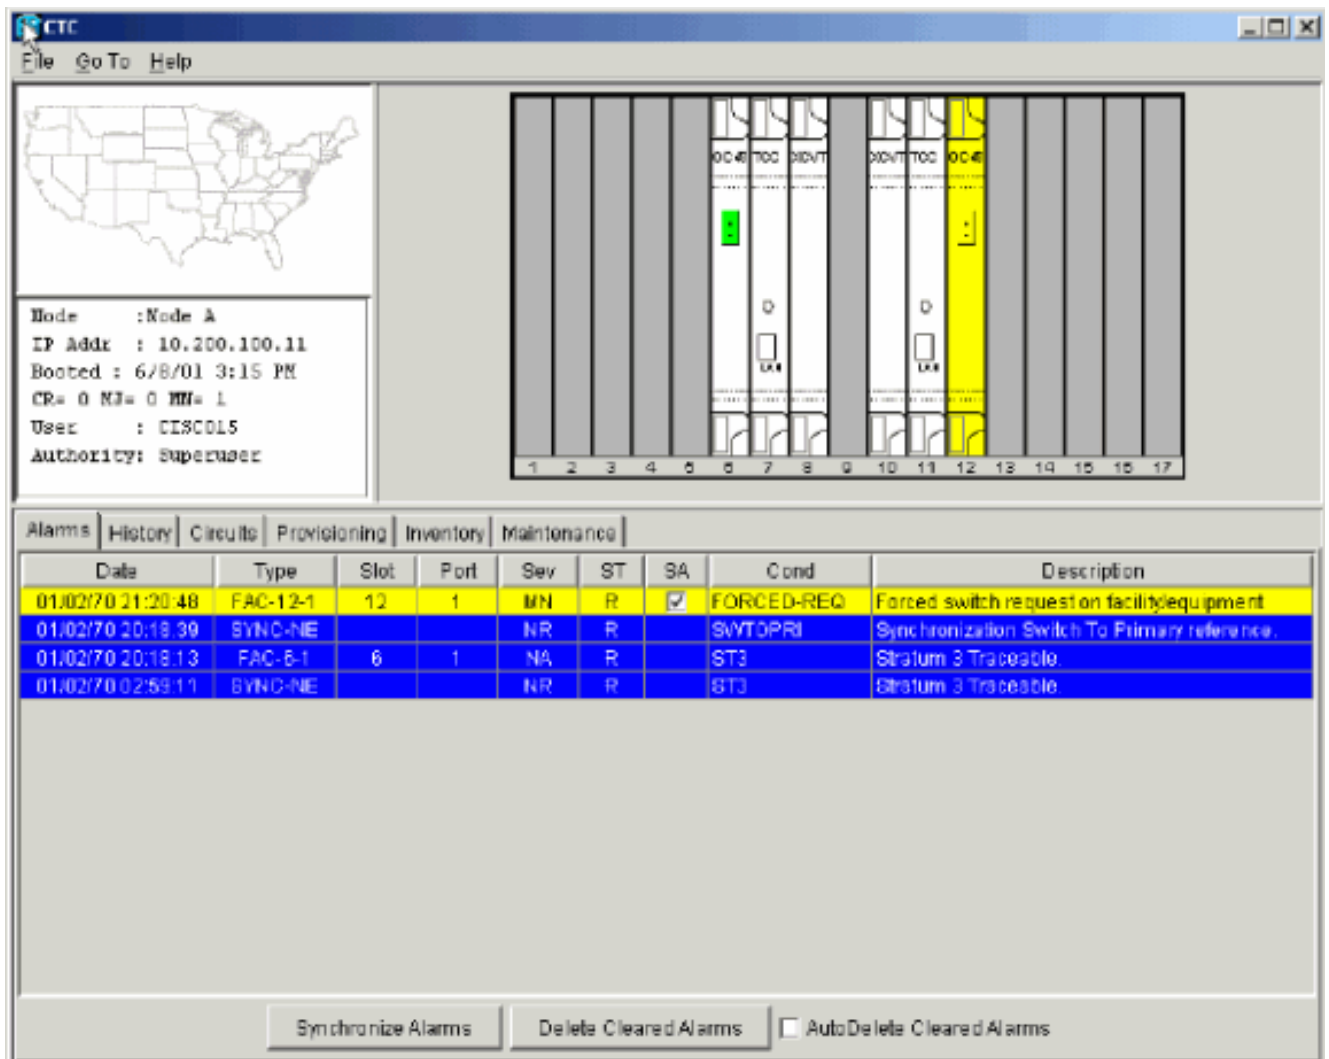 CTC
File Go To Help
OC48 TCC XCVT XCVT TCC OC48
LAN LAN
1 2 3 4 5 6 7 8 9 10 11 12 13 14 15 16 17
Node :Node A
IP Addr : 10.200.100.11
Booted : 6/8/01 3:15 PM
CR= 0 MJ= 0 MN= 1
User : CISCO15
Authority: Superuser
Alarms History Circuits Provisioning Inventory Maintenance
Date Type Slot Port Sev ST SA Cond Description
01/02/70 21:20:48 FAC-12-1 12 1 MN R FORCED-REQ Forced switch request on facility/equipment
01/02/70 20:18:39 SYNC-NE NR R SWTOPRI Synchronization Switch To Primary reference.
01/02/70 20:18:13 FAC-6-1 6 1 NA R ST3 Stratum 3 Traceable.
01/02/70 02:59:11 SYNC-NE NR R ST3 Stratum 3 Traceable.
Synchronize Alarms Delete Cleared Alarms AutoDelete Cleared Alarms